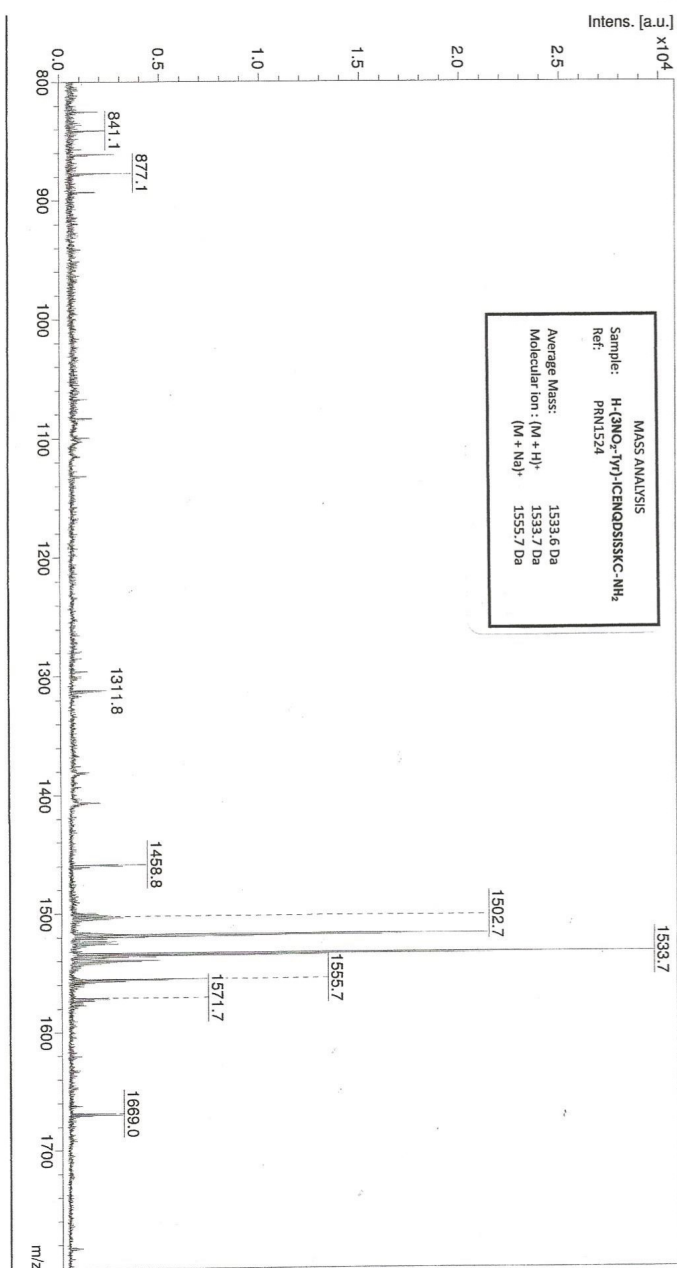 Intens. [a.u.]
x10⁴
2.5
2.0
1.5
1.0
0.5
0.0
MASS ANALYSIS
Sample: H-(3NO₂-Tyr)-ICENQDSISSKC-NH₂
Ref: PRN1524
Average Mass: 1533.6 Da
Molecular ion : (M + H)⁺ 1533.7 Da
(M + Na)⁺ 1555.7 Da
841.1
877.1
1311.8
1458.8
1502.7
1533.7
1555.7
1571.7
1669.0
800
900
1000
1100
1200
1300
1400
1500
1600
1700
m/z